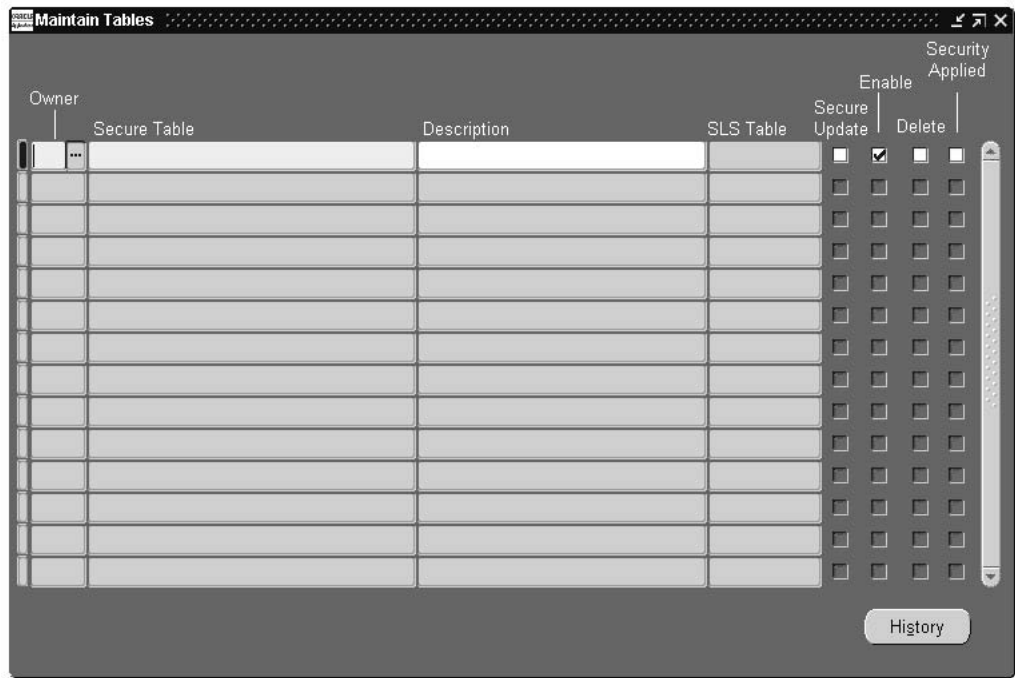 Maintain Tables
Security
Applied
Enable
Owner
Secure
Update
Delete
Secure Table
Description
SLS Table
...
History